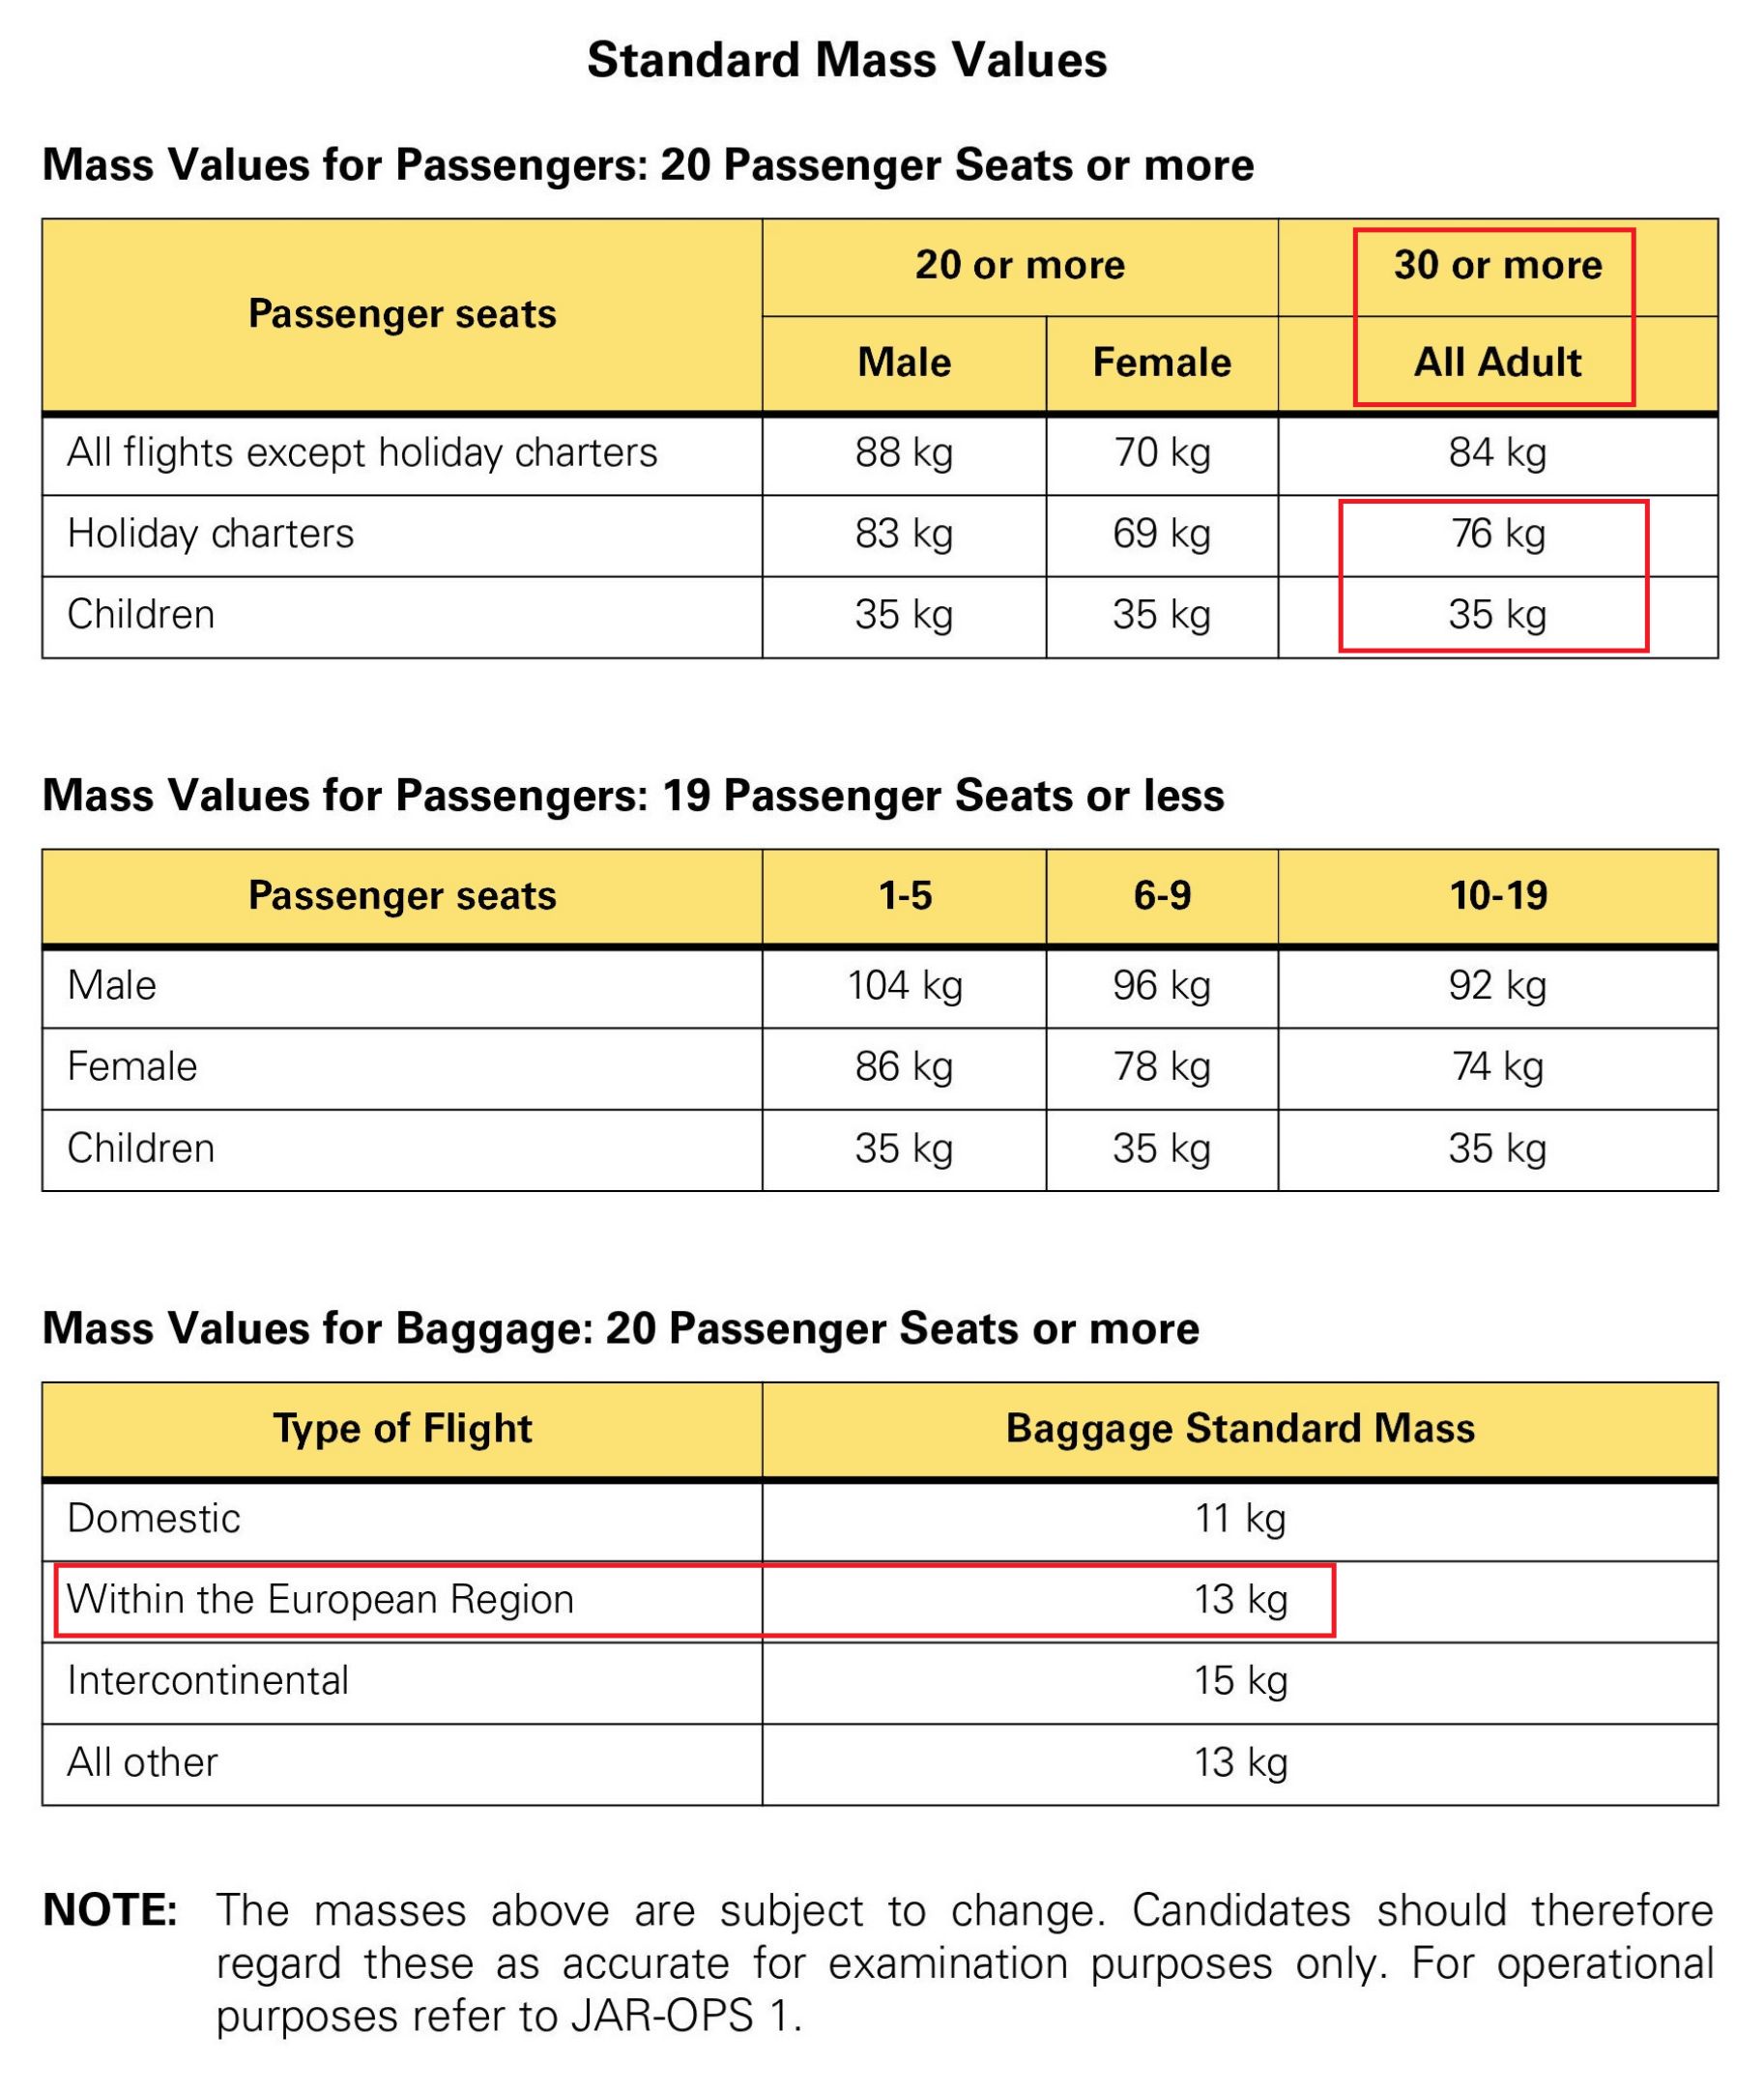 Standard Mass Values
Mass Values for Passengers: 20 Passenger Seats or more
Passenger seats 20 or more 30 or more
Male Female All Adult
All flights except holiday charters 88 kg 70 kg 84 kg
Holiday charters 83 kg 69 kg 76 kg
Children 35 kg 35 kg 35 kg
Mass Values for Passengers: 19 Passenger Seats or less
Passenger seats 1-5 6-9 10-19
Male 104 kg 96 kg 92 kg
Female 86 kg 78 kg 74 kg
Children 35 kg 35 kg 35 kg
Mass Values for Baggage: 20 Passenger Seats or more
Type of Flight Baggage Standard Mass
Domestic 11 kg
Within the European Region 13 kg
Intercontinental 15 kg
All other 13 kg
NOTE: The masses above are subject to change. Candidates should therefore
regard these as accurate for examination purposes only. For operational
purposes refer to JAR-OPS 1.